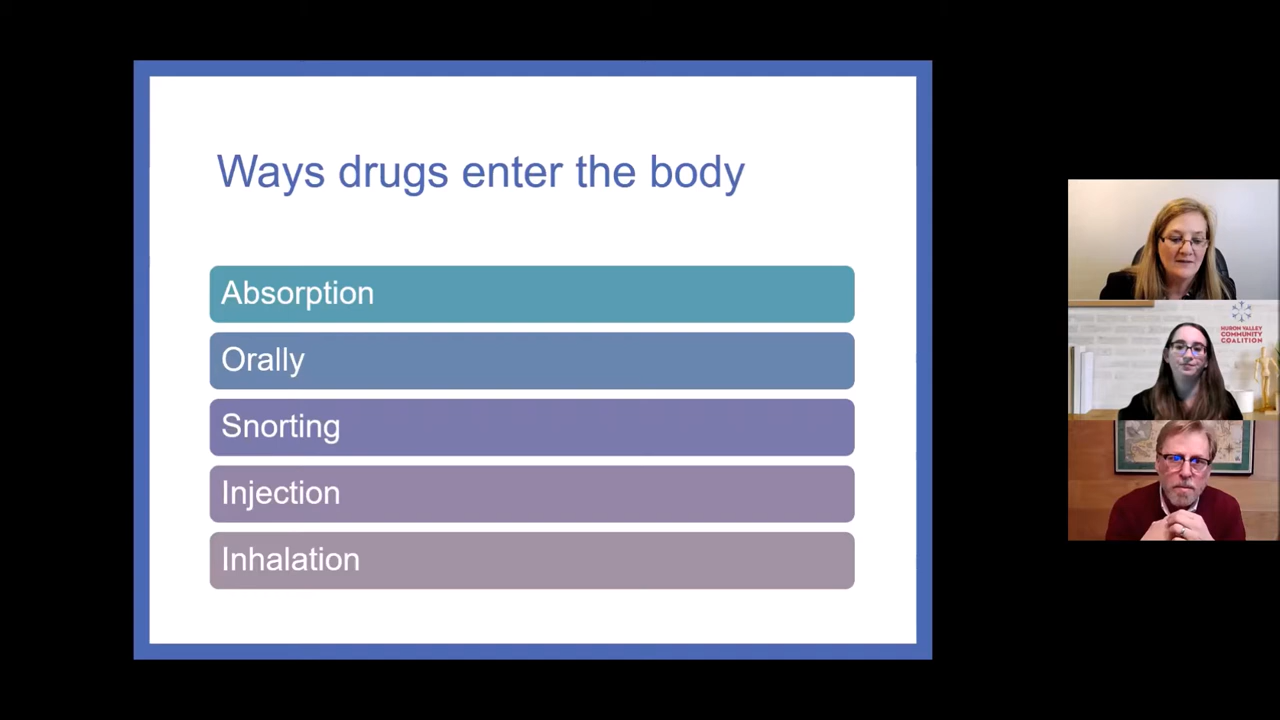 Ways drugs enter the body
Absorption
Orally
Snorting
Injection
Inhalation
HURON VALLEY
COMMUNITY
COALITION